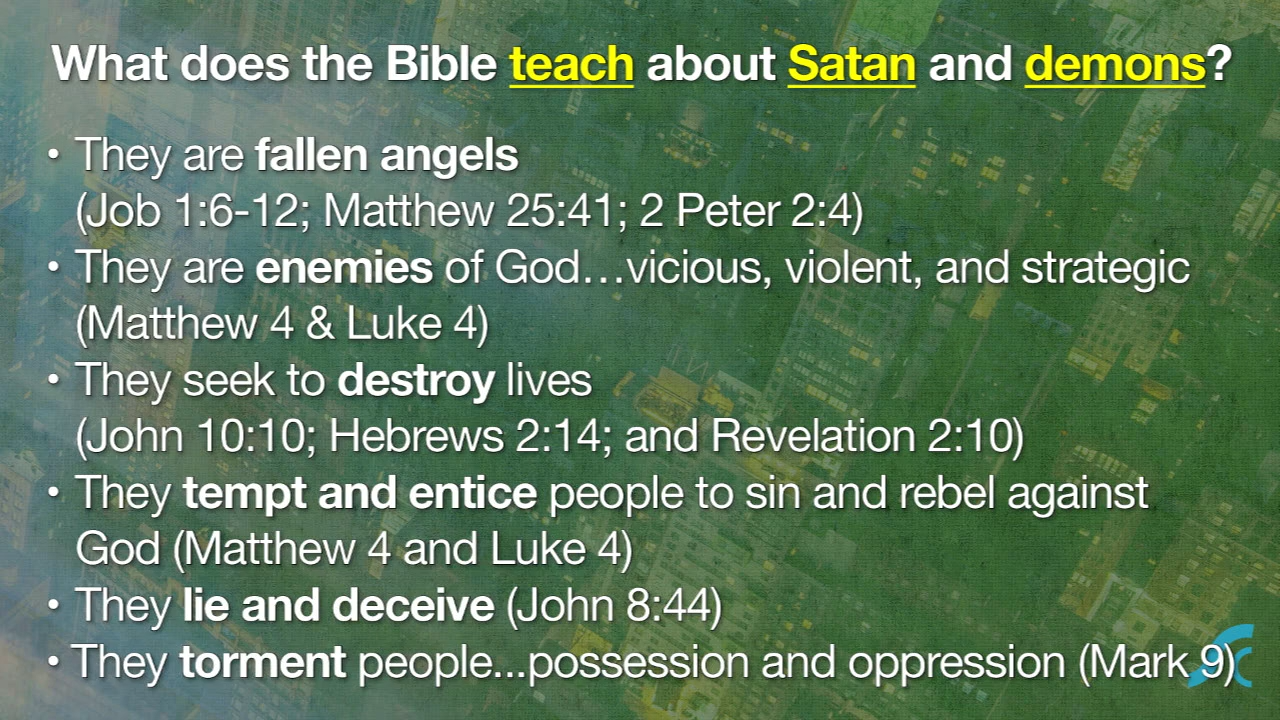 What does the Bible teach about Satan and demons?
• They are fallen angels
(Job 1:6-12; Matthew 25:41; 2 Peter 2:4)
• They are enemies of God…vicious, violent, and strategic
(Matthew 4 & Luke 4)
• They seek to destroy lives
(John 10:10; Hebrews 2:14; and Revelation 2:10)
• They tempt and entice people to sin and rebel against
God (Matthew 4 and Luke 4)
• They lie and deceive (John 8:44)
• They torment people...possession and oppression (Mark 9)